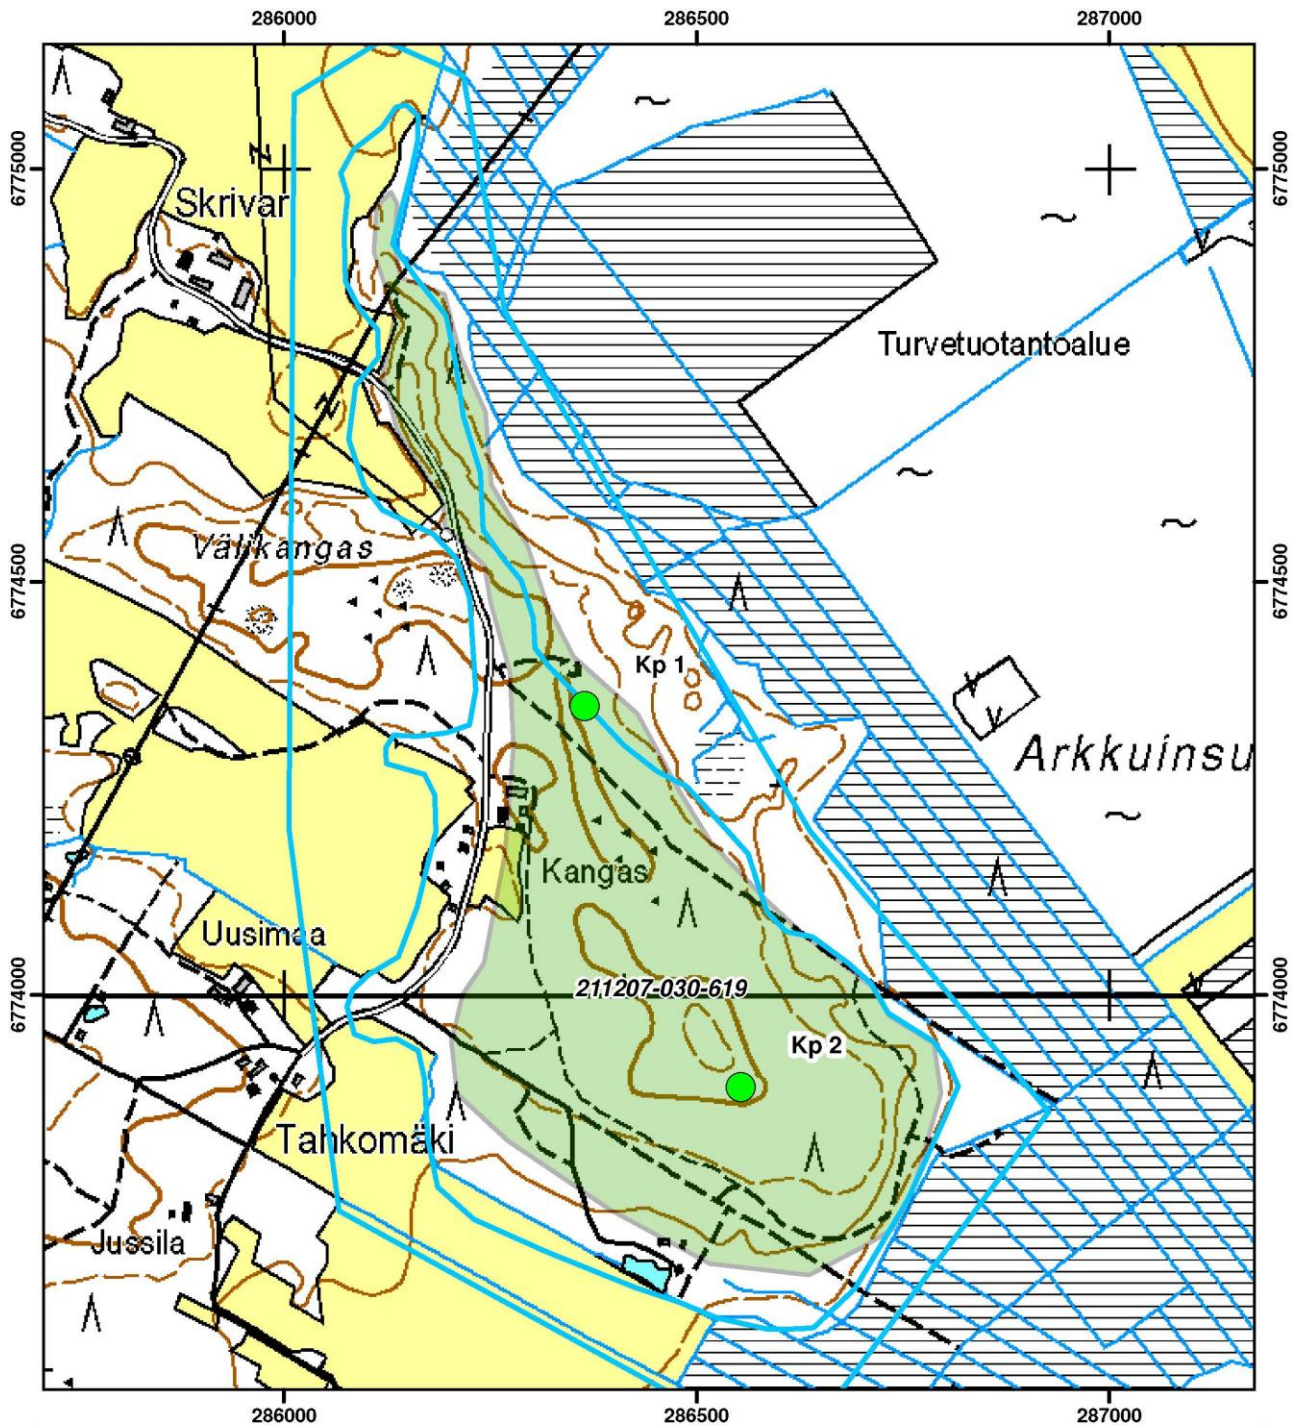 286000 286500 287000
6775000 6775000
Skrivar
Turvetuotantoalue
Välikangas
6774500 6774500
Kp 1
Arkkuinsu
Kangas
Uusimaa
6774000 6774000
211207-030-619
Kp 2
Tahkomäki
Jussila
286000 286500 287000